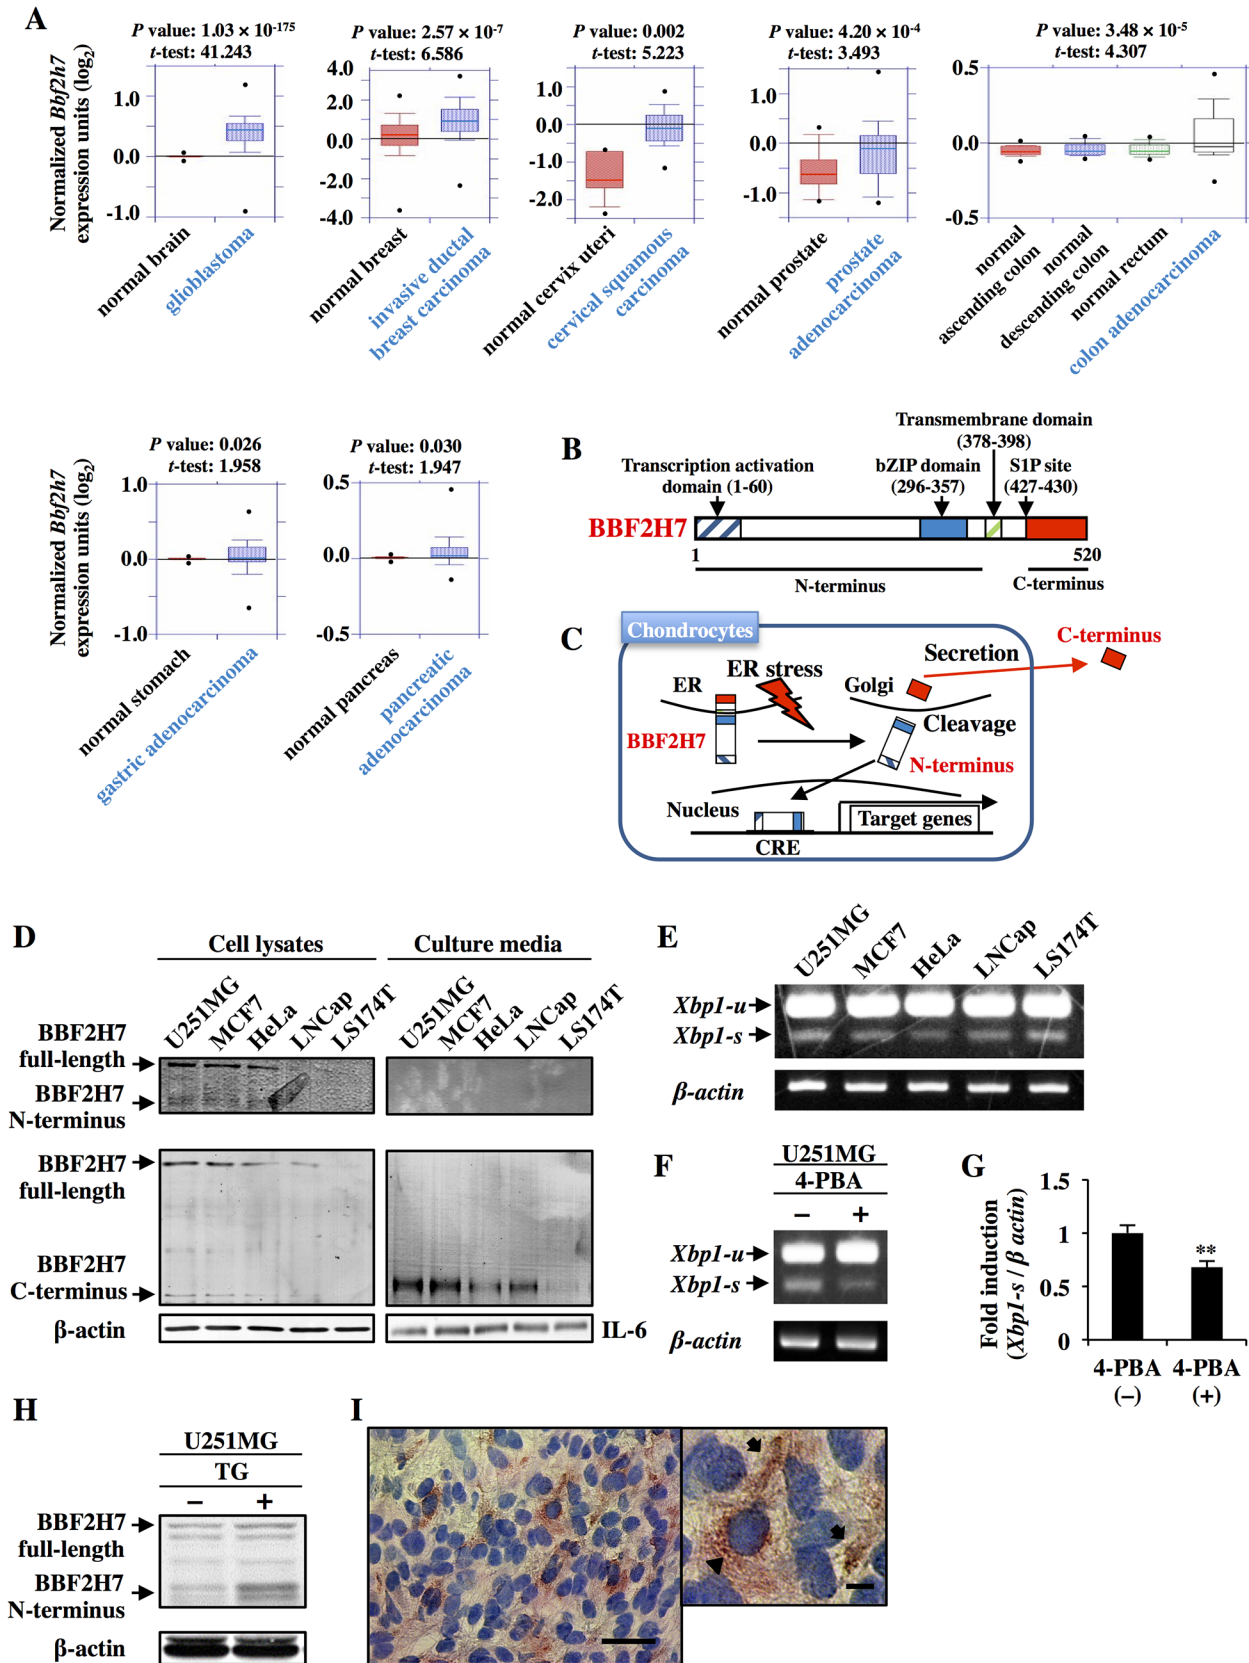 A
P value: 1.03 × 10-175
t-test: 41.243
P value: 2.57 × 10-7
t-test: 6.586
P value: 0.002
t-test: 5.223
P value: 4.20 × 10-4
t-test: 3.493
P value: 3.48 × 10-5
t-test: 4.307
Normalized Bbf2h7
expression units (log2)
1.0
0.0
-1.0
4.0
2.0
0.0
-2.0
-4.0
1.0
0.0
-1.0
-2.0
1.0
0.0
-1.0
0.5
0.0
-0.5
normal brain
glioblastoma
normal breast
invasive ductal
breast carcinoma
normal cervix uteri
cervical squamous
carcinoma
normal prostate
prostate
adenocarcinoma
normal
ascending colon
normal
descending colon
normal rectum
colon adenocarcinoma
P value: 0.026
t-test: 1.958
P value: 0.030
t-test: 1.947
Normalized Bbf2h7
expression units (log2)
1.0
0.0
-1.0
0.5
0.0
-0.5
normal stomach
gastric adenocarcinoma
normal pancreas
pancreatic
adenocarcinoma
B
Transmembrane domain
(378-398)
Transcription activation
domain (1-60)
bZIP domain
(296-357)
S1P site
(427-430)
BBF2H7
1
520
N-terminus
C-terminus
C
Chondrocytes
C-terminus
Secretion
ER stress
ER
Golgi
Cleavage
BBF2H7
N-terminus
Nucleus
Target genes
CRE
D
Cell lysates
Culture media
U251MG
MCF7
HeLa
LNCap
LS174T
U251MG
MCF7
HeLa
LNCap
LS174T
BBF2H7
full-length
BBF2H7
N-terminus
BBF2H7
full-length
BBF2H7
C-terminus
β-actin
IL-6
E
U251MG
MCF7
HeLa
LNCap
LS174T
Xbp1-u
Xbp1-s
β-actin
F
U251MG
4-PBA
− +
Xbp1-u
Xbp1-s
β-actin
G
Fold induction
(Xbp1-s / β actin)
1.5
1
0.5
0
**
4-PBA
(−)
4-PBA
(+)
H
U251MG
TG
− +
BBF2H7
full-length
BBF2H7
N-terminus
β-actin
I